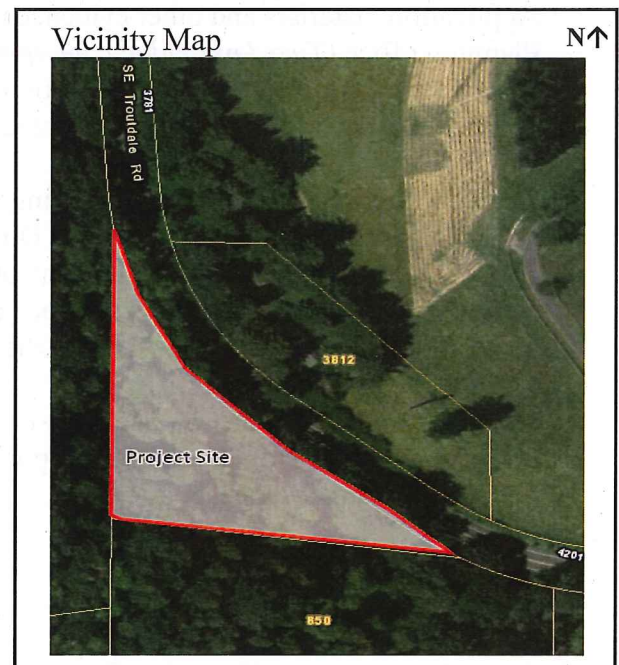 Vicinity Map
N↑
SE Troutdale Rd
3781
3812
Project Site
4201
850